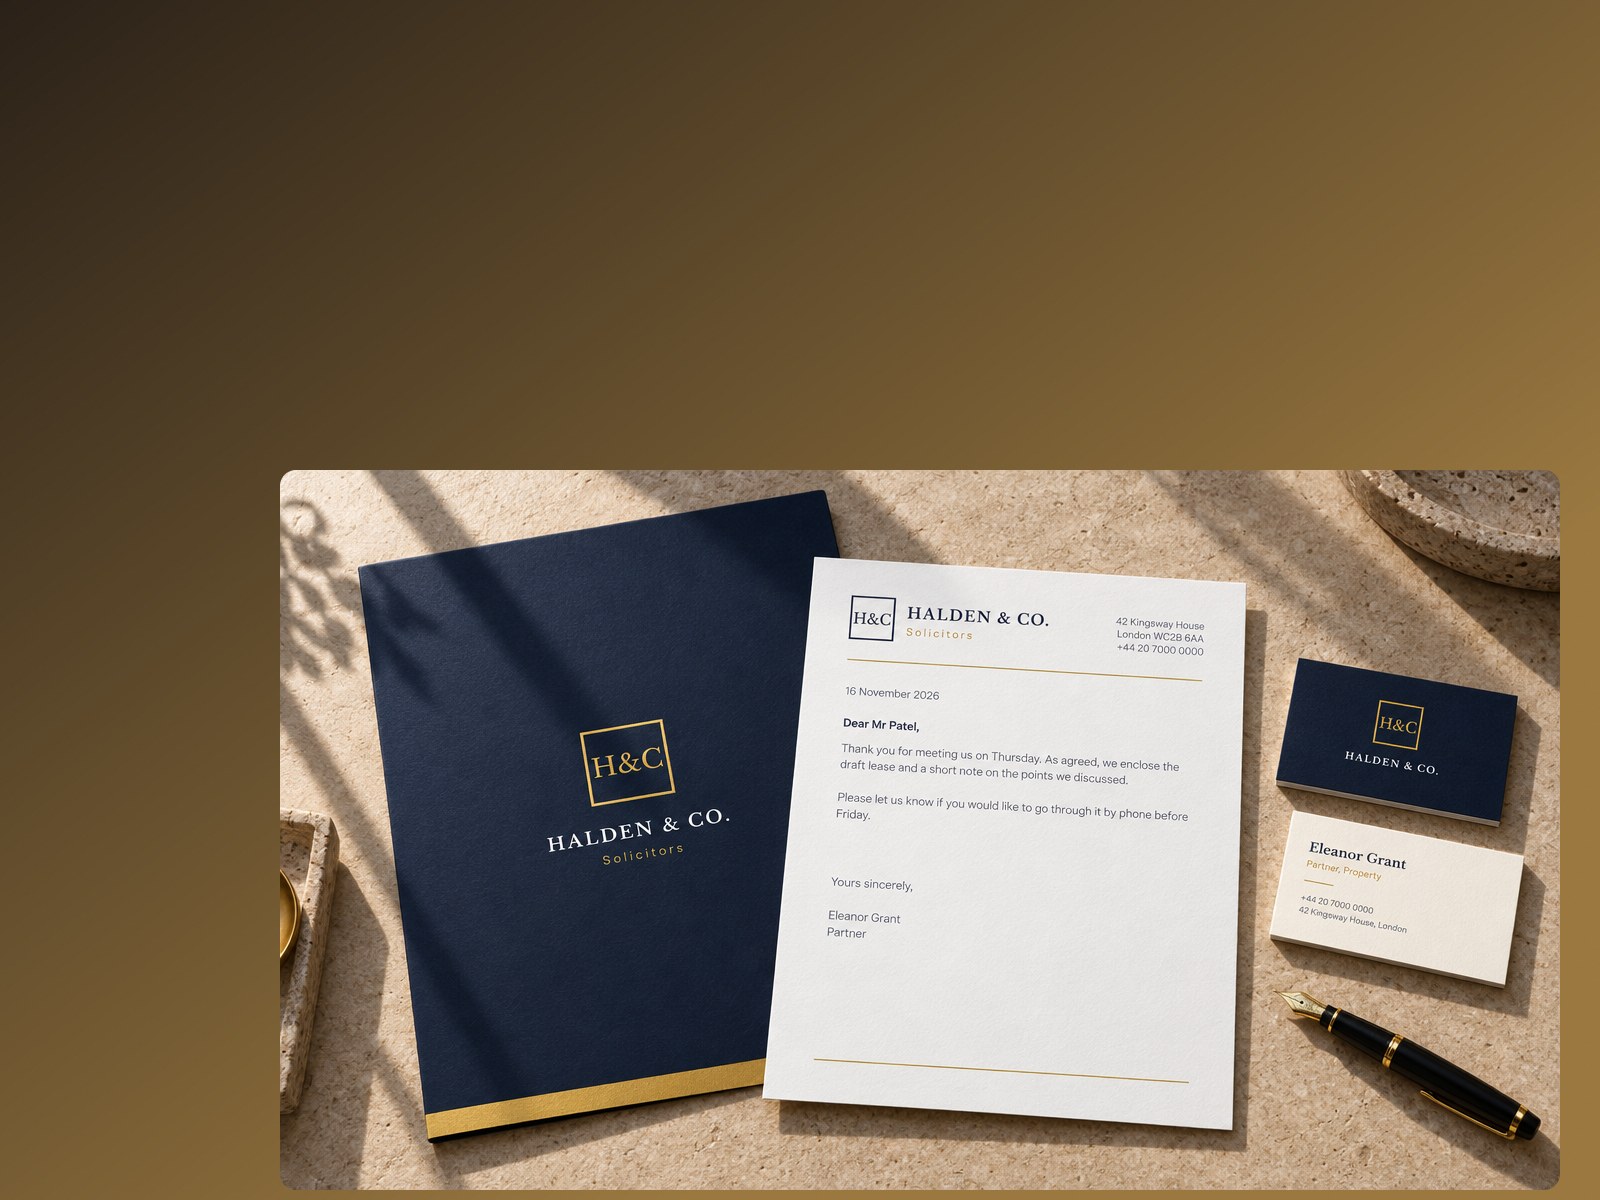 H&C
HALDEN & CO.
Solicitors
H&C
HALDEN & CO.
Solicitors
42 Kingsway House
London WC2B 6AA
+44 20 7000 0000
16 November 2026
Dear Mr Patel,
Thank you for meeting us on Thursday. As agreed, we enclose the
draft lease and a short note on the points we discussed.
Please let us know if you would like to go through it by phone before
Friday.
Yours sincerely,
Eleanor Grant
Partner
H&C
HALDEN & CO.
Eleanor Grant
Partner, Property
+44 20 7000 0000
42 Kingsway House, London